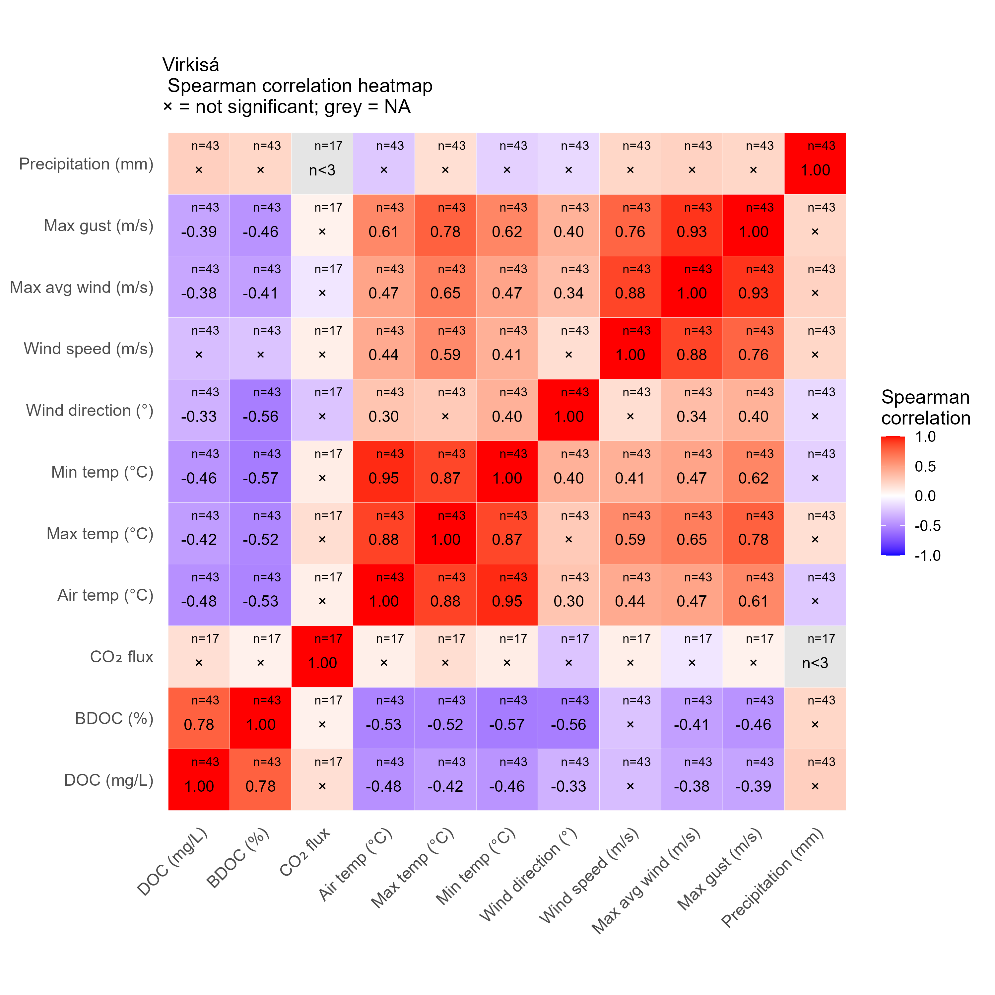 Virkisá
Spearman correlation heatmap
× = not significant; grey = NA
n=43 n=43 n=17 n=43 n=43 n=43 n=43 n=43 n=43 n=43 n=43
Precipitation (mm) × × n<3 × × × × × × × 1.00
n=43 n=43 n=17 n=43 n=43 n=43 n=43 n=43 n=43 n=43 n=43
Max gust (m/s) -0.39 -0.46 × 0.61 0.78 0.62 0.40 0.76 0.93 1.00 ×
n=43 n=43 n=17 n=43 n=43 n=43 n=43 n=43 n=43 n=43 n=43
Max avg wind (m/s) -0.38 -0.41 × 0.47 0.65 0.47 0.34 0.88 1.00 0.93 ×
n=43 n=43 n=17 n=43 n=43 n=43 n=43 n=43 n=43 n=43 n=43
Wind speed (m/s) × × × 0.44 0.59 0.41 × 1.00 0.88 0.76 ×
n=43 n=43 n=17 n=43 n=43 n=43 n=43 n=43 n=43 n=43 n=43
Wind direction (°) -0.33 -0.56 × 0.30 × 0.40 1.00 × 0.34 0.40 ×
n=43 n=43 n=17 n=43 n=43 n=43 n=43 n=43 n=43 n=43 n=43
Min temp (°C) -0.46 -0.57 × 0.95 0.87 1.00 0.40 0.41 0.47 0.62 ×
n=43 n=43 n=17 n=43 n=43 n=43 n=43 n=43 n=43 n=43 n=43
Max temp (°C) -0.42 -0.52 × 0.88 1.00 0.87 × 0.59 0.65 0.78 ×
n=43 n=43 n=17 n=43 n=43 n=43 n=43 n=43 n=43 n=43 n=43
Air temp (°C) -0.48 -0.53 × 1.00 0.88 0.95 0.30 0.44 0.47 0.61 ×
n=17 n=17 n=17 n=17 n=17 n=17 n=17 n=17 n=17 n=17 n=17
CO₂ flux × × 1.00 × × × × × × × n<3
n=43 n=43 n=17 n=43 n=43 n=43 n=43 n=43 n=43 n=43 n=43
BDOC (%) 0.78 1.00 × -0.53 -0.52 -0.57 -0.56 × -0.41 -0.46 ×
n=43 n=43 n=17 n=43 n=43 n=43 n=43 n=43 n=43 n=43 n=43
DOC (mg/L) 1.00 0.78 × -0.48 -0.42 -0.46 -0.33 × -0.38 -0.39 ×
DOC (mg/L)
BDOC (%)
CO₂ flux
Air temp (°C)
Max temp (°C)
Min temp (°C)
Wind direction (°)
Wind speed (m/s)
Max avg wind (m/s)
Max gust (m/s)
Precipitation (mm)
Spearman
correlation
1.0
0.5
0.0
-0.5
-1.0